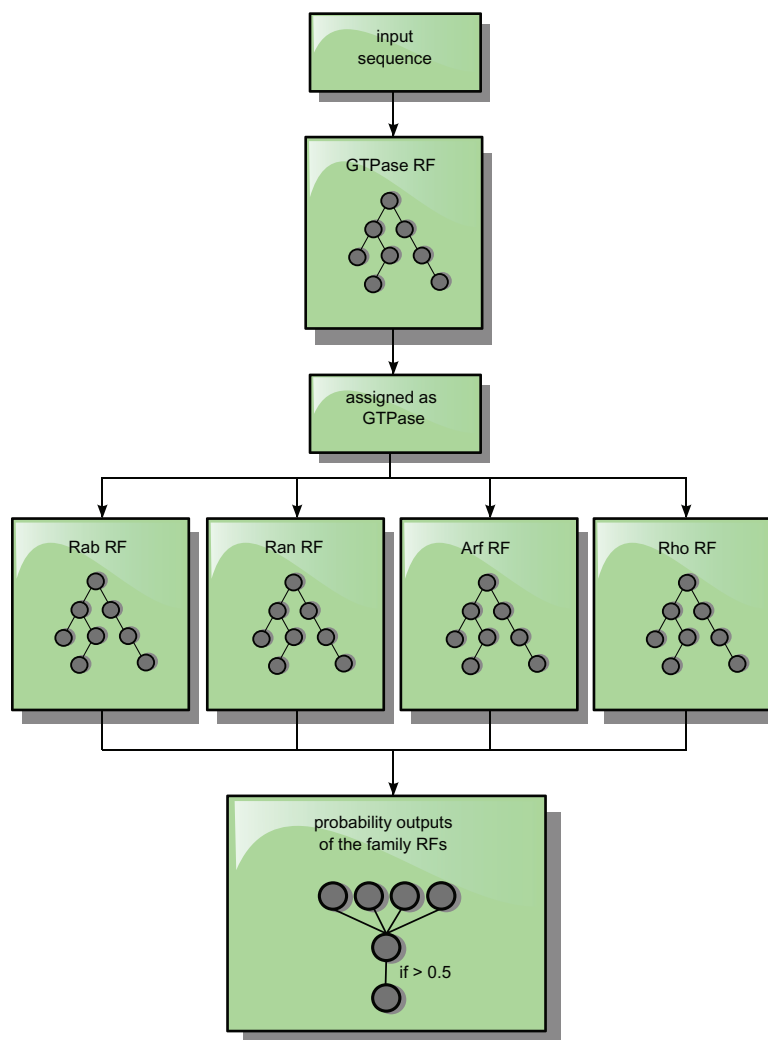 input
sequence
GTPase RF
assigned as
GTPase
Rab RF
Ran RF
Arf RF
Rho RF
probability outputs
of the family RFs
if > 0.5